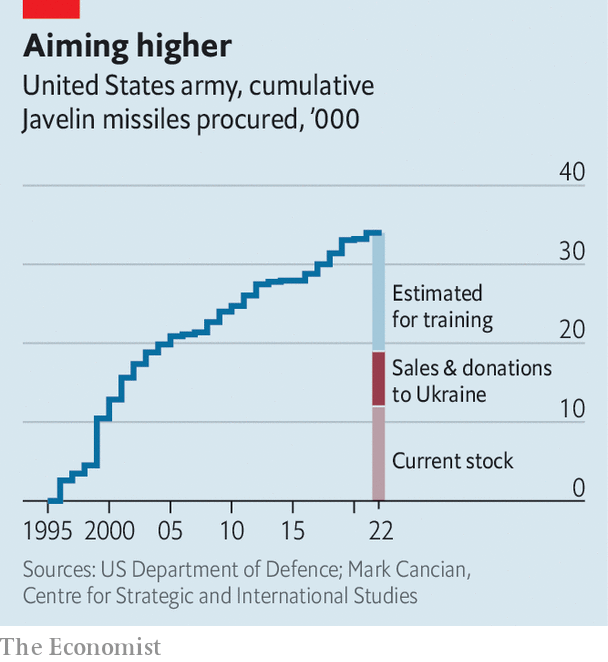 Aiming higher
United States army, cumulative
Javelin missiles procured, ’000
40
30
Estimated
for training
20
Sales & donations
to Ukraine
10
Current stock
0
1995 2000 05 10 15 22
Sources: US Department of Defence; Mark Cancian,
Centre for Strategic and International Studies
The Economist